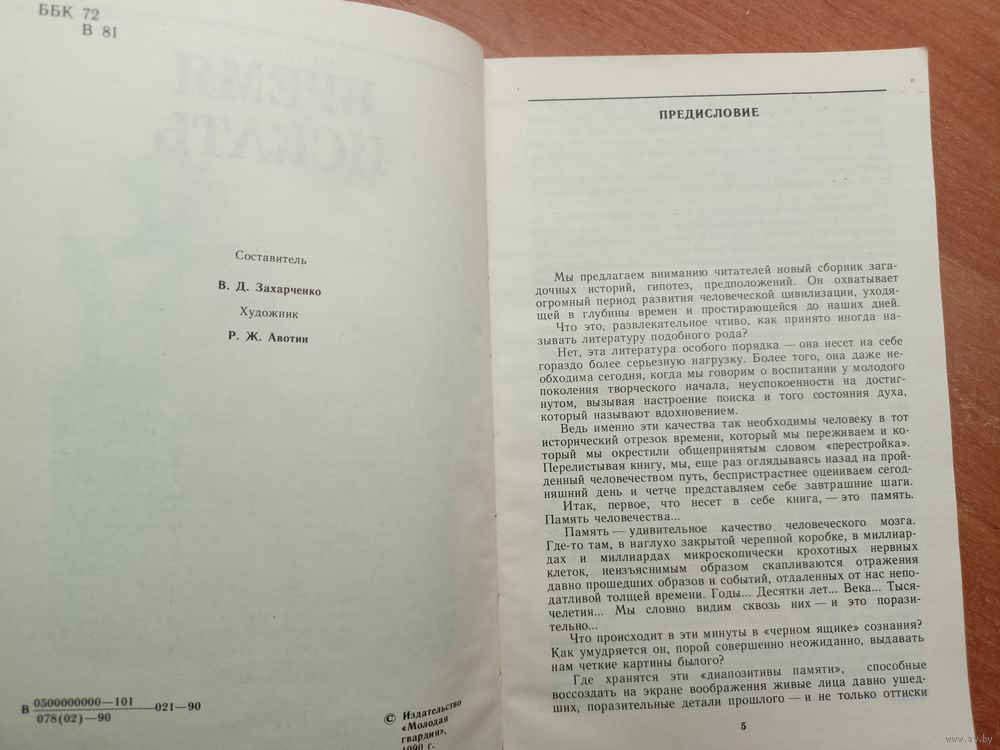 ББК 72
В 81
ВРЕМЯ
ИСКАТЬ
Составитель
В. Д. Захарченко
Художник
Р. Ж. Авотин
В 0500000000—101
078(02)—90
—021—90
© Издательство
«Молодая
гвардия»,
1990 г.
ПРЕДИСЛОВИЕ
Мы предлагаем вниманию читателей новый сборник зага-
дочных историй, гипотез, предположений. Он охватывает
огромный период развития человеческой цивилизации, уходя-
щей в глубины времен и простирающейся до наших дней.
Что это, развлекательное чтиво, как принято иногда на-
зывать литературу подобного рода?
Нет, эта литература особого порядка — она несет на себе
гораздо более серьезную нагрузку. Более того, она даже не-
обходима сегодня, когда мы говорим о воспитании у молодого
поколения творческого начала, неуспокоенности на достиг-
нутом, вызывая настроение поиска и того состояния духа,
который называют вдохновением.
Ведь именно эти качества так необходимы человеку в тот
исторический отрезок времени, который мы переживаем и ко-
торый мы окрестили общепринятым словом «перестройка».
Перелистывая книгу, мы, еще раз оглядываясь назад на прой-
денный человечеством путь, беспристрастнее оцениваем сегод-
няшний день и четче представляем себе завтрашние шаги.
Итак, первое, что несет в себе книга, — это память.
Память человечества...
Память — удивительное качество человеческого мозга.
Где-то там, в наглухо закрытой черепной коробке, в миллиар-
дах и миллиардах микроскопически крохотных нервных
клеток, неизъяснимым образом скапливаются отражения
давно прошедших образов и событий, отдаленных от нас непо-
датливой толщей времени. Годы... Десятки лет... Века... Тыся-
челетия... Мы словно видим сквозь них — и это порази-
тельно...
Что происходит в эти минуты в «черном ящике» сознания?
Как умудряется он, порой совершенно неожиданно, выдавать
нам четкие картины былого?
Где хранятся эти «диапозитивы памяти», способные
воссоздать на экране воображения живые лица давно ушед-
ших, поразительные детали прошлого — и не только оттиски
5
www.ay.by